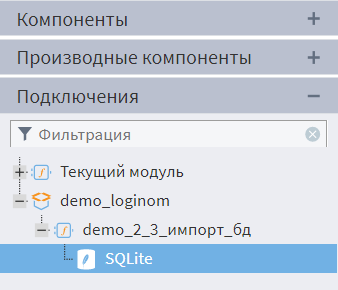 Компоненты
Производные компоненты
Подключения
Фильтрация
Текущий модуль
demo_loginom
demo_2_3_импорт_бд
SQLite